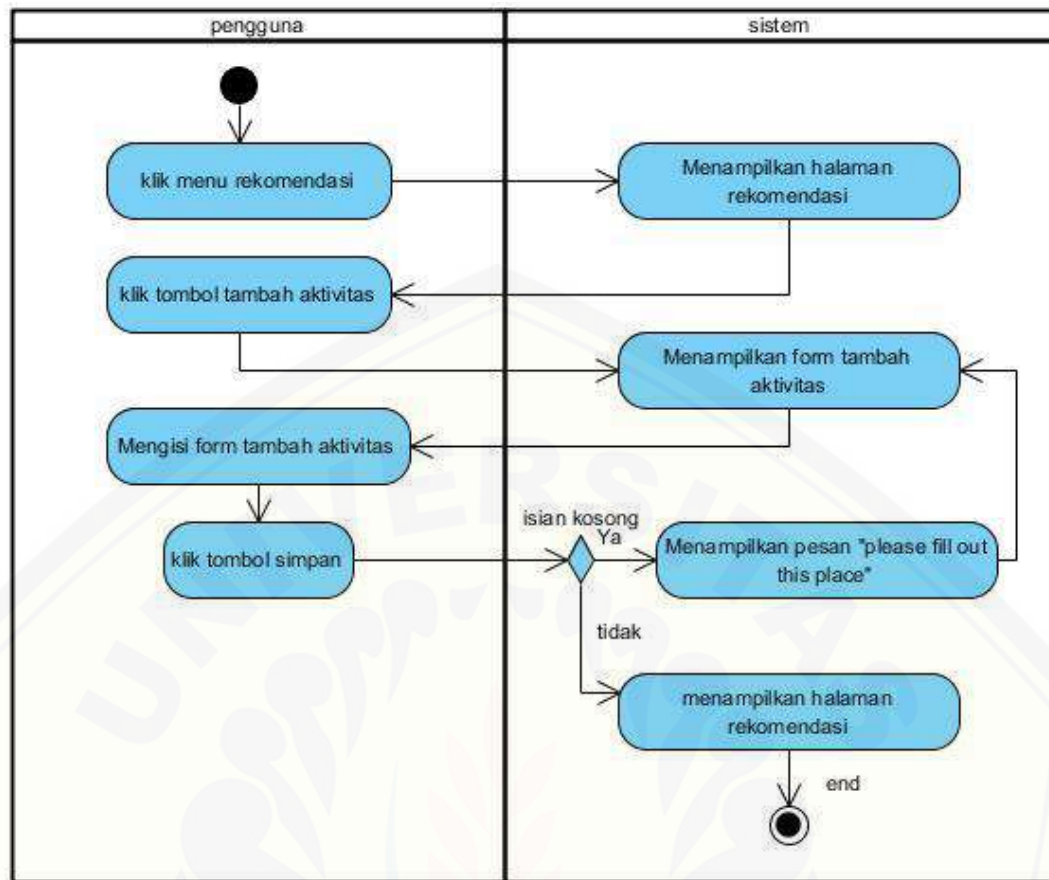 pengguna
sistem
klik menu rekomendasi
Menampilkan halaman
rekomendasi
klik tombol tambah aktivitas
Menampilkan form tambah
aktivitas
Mengisi form tambah aktivitas
klik tombol simpan
isian kosong
Ya
Menampilkan pesan "please fill out
this place"
tidak
menampilkan halaman
rekomendasi
end
UNIVERSITAS